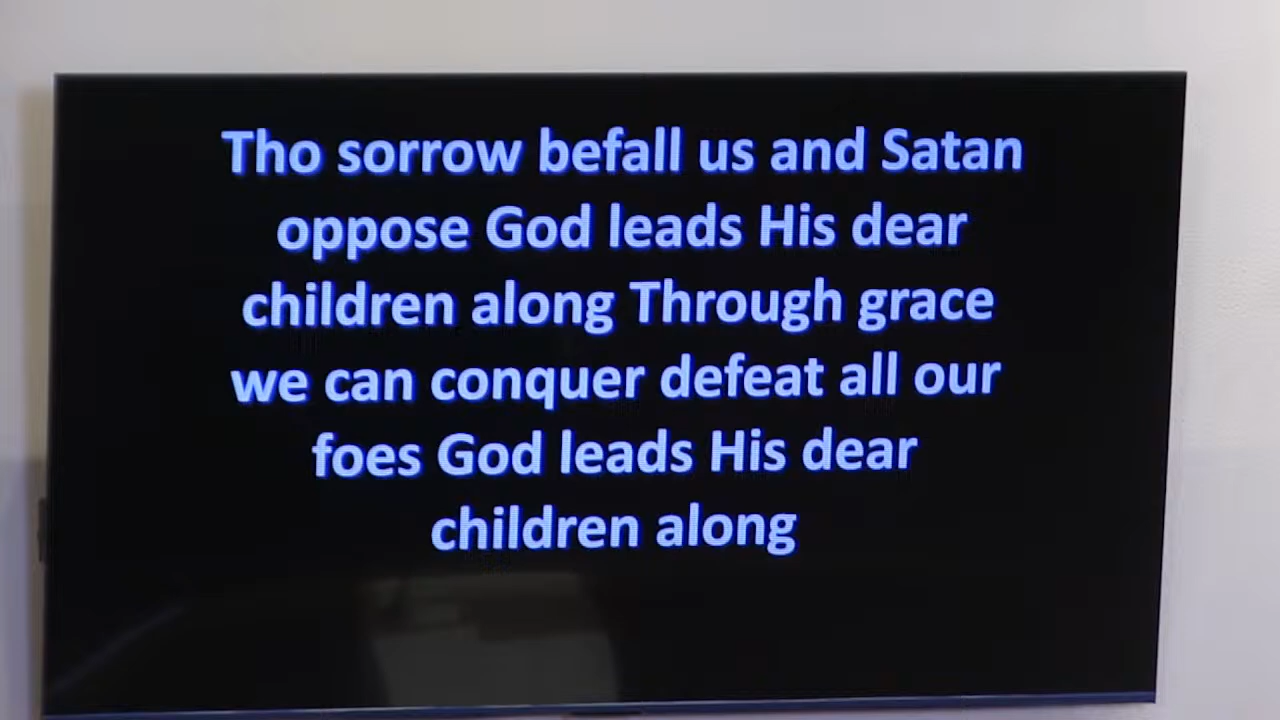 Tho sorrow befall us and Satan
oppose God leads His dear
children along Through grace
we can conquer defeat all our
foes God leads His dear
children along